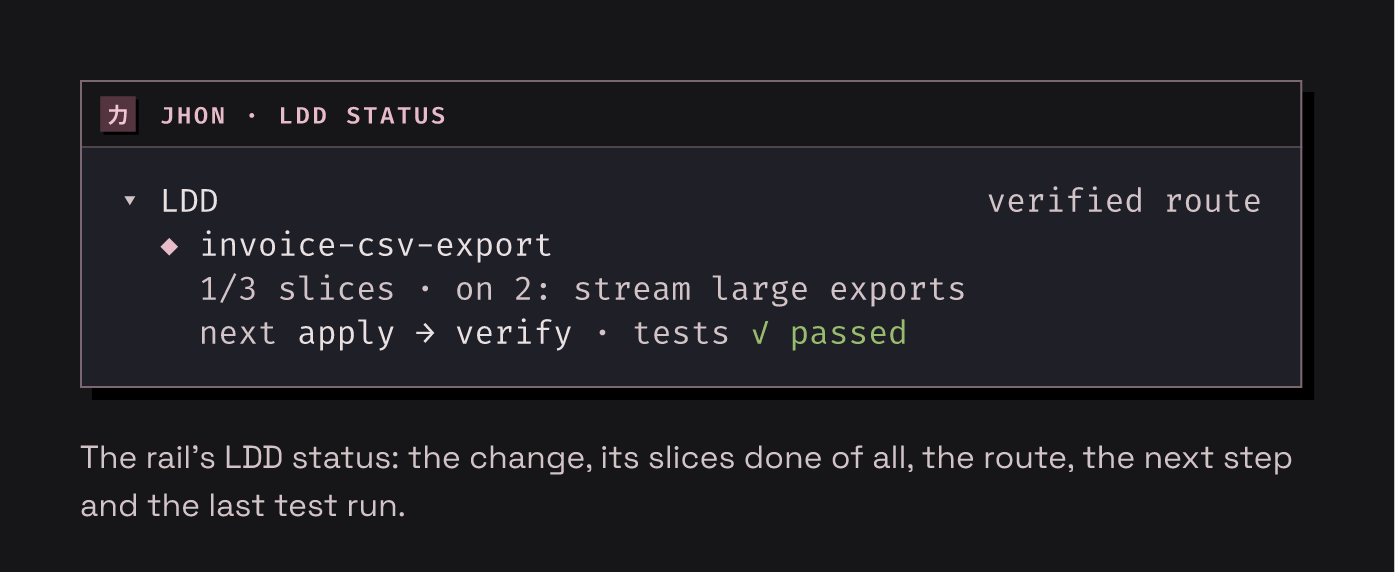 力 JHON · LDD STATUS
▾ LDD verified route
◆ invoice-csv-export
1/3 slices · on 2: stream large exports
next apply → verify · tests √ passed
The rail’s LDD status: the change, its slices done of all, the route, the next step
and the last test run.